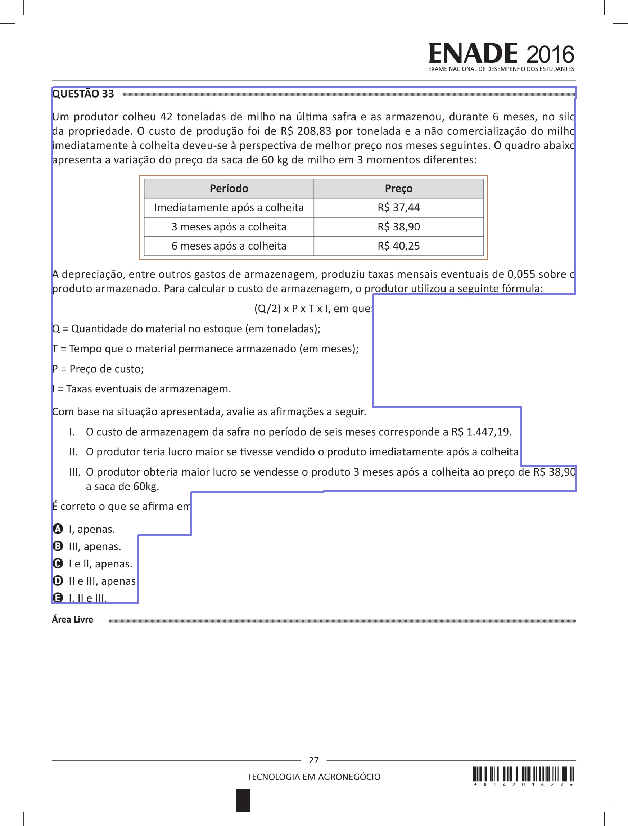 ENADE 2016
EXAME NACIONAL DE DESEMPENHO DOS ESTUDANTES
QUESTÃO 33
Um produtor colheu 42 toneladas de milho na última safra e as armazenou, durante 6 meses, no silo
da propriedade. O custo de produção foi de R$ 208,83 por tonelada e a não comercialização do milho
imediatamente à colheita deveu-se à perspectiva de melhor preço nos meses seguintes. O quadro abaixo
apresenta a variação do preço da saca de 60 kg de milho em 3 momentos diferentes:
Período Preço
Imediatamente após a colheita R$ 37,44
3 meses após a colheita R$ 38,90
6 meses após a colheita R$ 40,25
A depreciação, entre outros gastos de armazenagem, produziu taxas mensais eventuais de 0,055 sobre o
produto armazenado. Para calcular o custo de armazenagem, o produtor utilizou a seguinte fórmula:
(Q/2) x P x T x I, em que:
Q = Quantidade do material no estoque (em toneladas);
T = Tempo que o material permanece armazenado (em meses);
P = Preço de custo;
I = Taxas eventuais de armazenagem.
Com base na situação apresentada, avalie as afirmações a seguir.
I. O custo de armazenagem da safra no período de seis meses corresponde a R$ 1.447,19.
II. O produtor teria lucro maior se tivesse vendido o produto imediatamente após a colheita.
III. O produtor obteria maior lucro se vendesse o produto 3 meses após a colheita ao preço de R$ 38,90
a saca de 60kg.
É correto o que se afirma em
A I, apenas.
B III, apenas.
C I e II, apenas.
D II e III, apenas.
E I, II e III.
Área Livre
27
TECNOLOGIA EM AGRONEGÓCIO